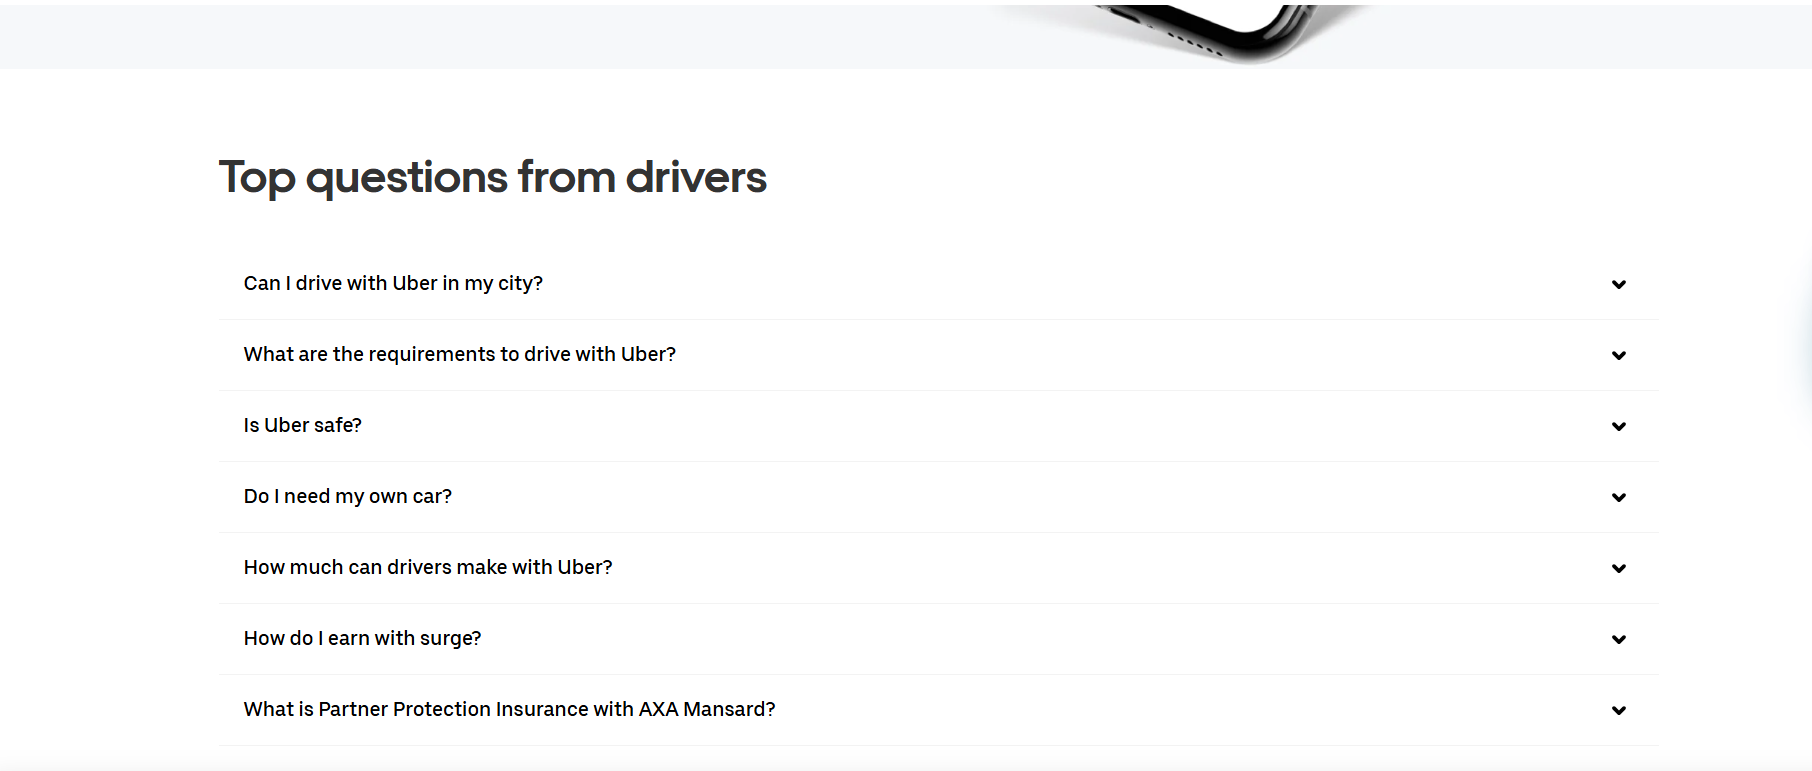 Top questions from drivers
Can I drive with Uber in my city?
What are the requirements to drive with Uber?
Is Uber safe?
Do I need my own car?
How much can drivers make with Uber?
How do I earn with surge?
What is Partner Protection Insurance with AXA Mansard?